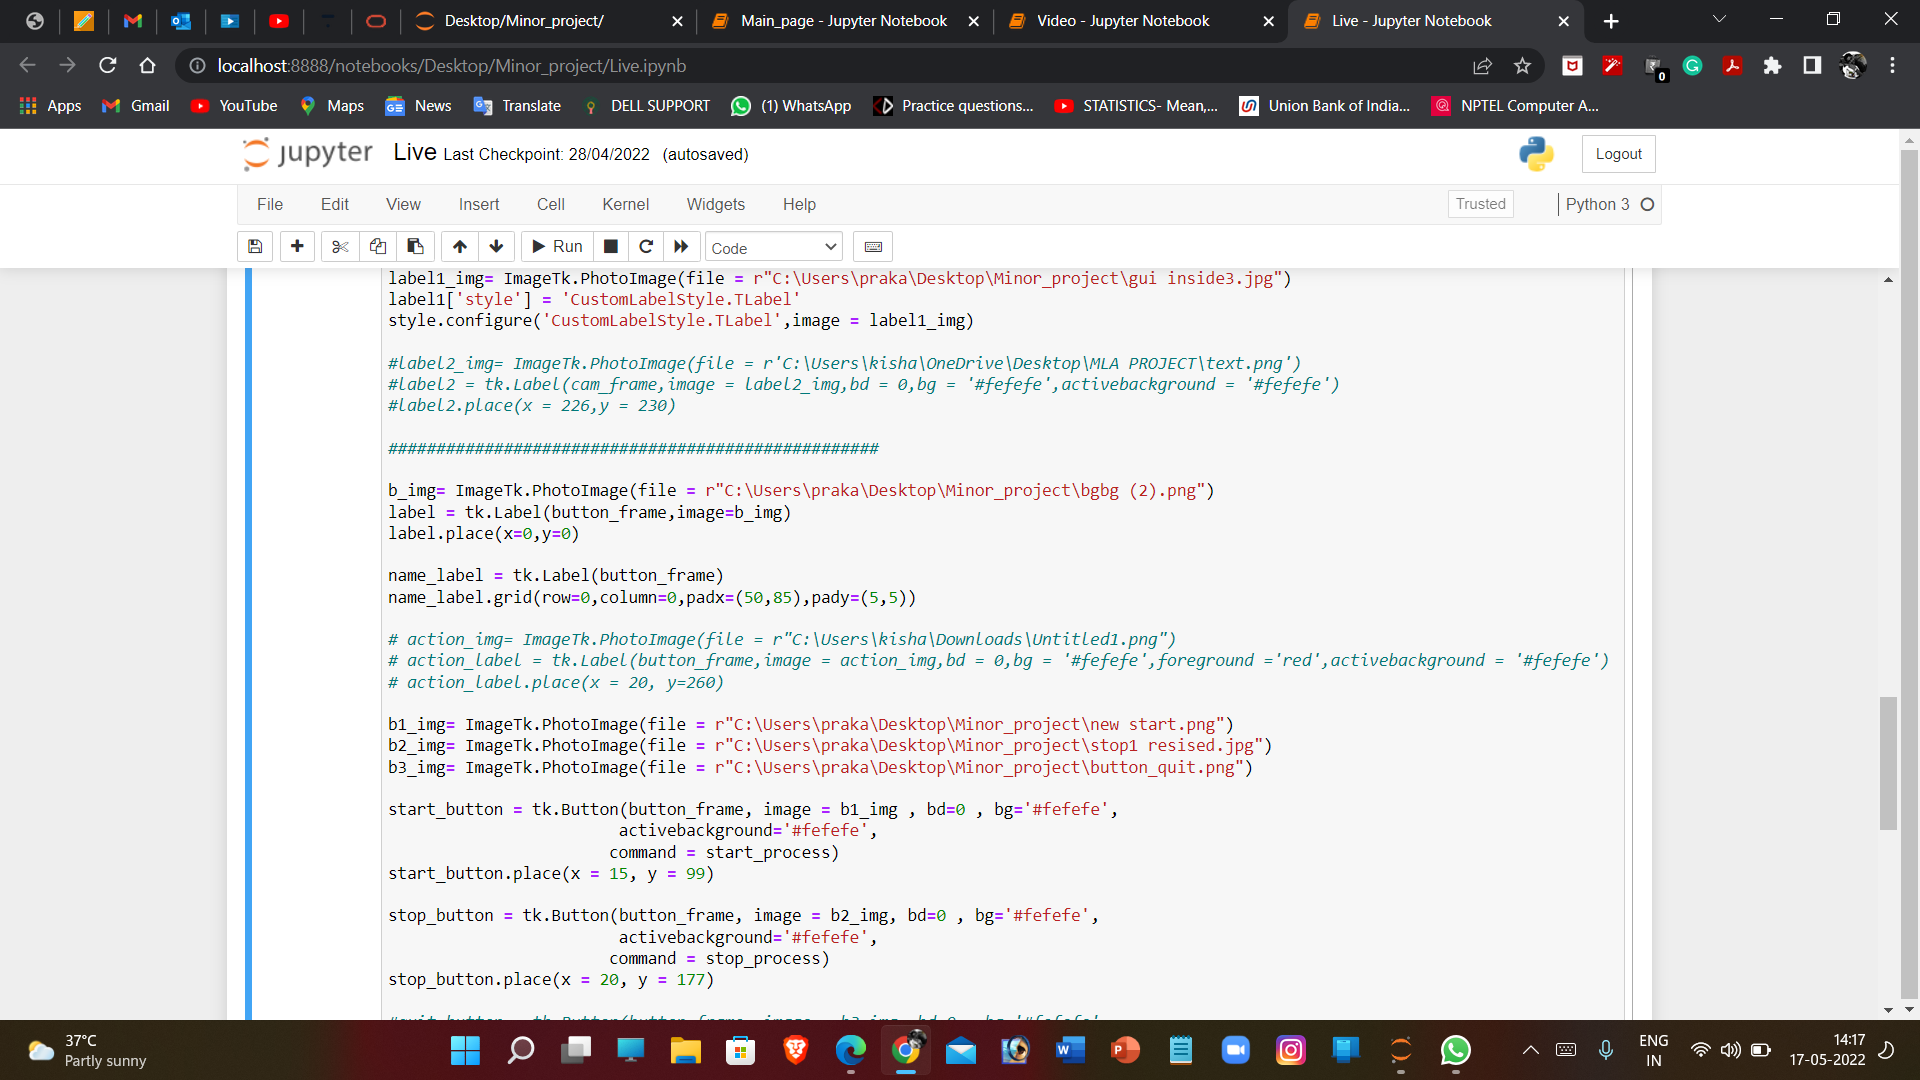 Desktop/Minor_project/
Main_page - Jupyter Notebook
Video - Jupyter Notebook
Live - Jupyter Notebook
localhost:8888/notebooks/Desktop/Minor_project/Live.ipynb
0
Apps
Gmail
YouTube
Maps
News
Translate
DELL SUPPORT
(1) WhatsApp
Practice questions...
STATISTICS- Mean,...
Union Bank of India...
NPTEL Computer A...
jupyter Live Last Checkpoint: 28/04/2022 (autosaved)
Logout
File Edit View Insert Cell Kernel Widgets Help
Trusted
Python 3
Run
Code
label1_img= ImageTk.PhotoImage(file = r"C:\Users\praka\Desktop\Minor_project\gui inside3.jpg")
label1['style'] = 'CustomLabelStyle.TLabel'
style.configure('CustomLabelStyle.TLabel',image = label1_img)
#label2_img= ImageTk.PhotoImage(file = r'C:\Users\kisha\OneDrive\Desktop\MLA PROJECT\text.png')
#label2 = tk.Label(cam_frame,image = label2_img,bd = 0,bg = '#fefefe',activebackground = '#fefefe')
#label2.place(x = 226,y = 230)
###################################################
b_img= ImageTk.PhotoImage(file = r"C:\Users\praka\Desktop\Minor_project\bgbg (2).png")
label = tk.Label(button_frame,image=b_img)
label.place(x=0,y=0)
name_label = tk.Label(button_frame)
name_label.grid(row=0,column=0,padx=(50,85),pady=(5,5))
# action_img= ImageTk.PhotoImage(file = r"C:\Users\kisha\Downloads\Untitled1.png")
# action_label = tk.Label(button_frame,image = action_img,bd = 0,bg = '#fefefe',foreground ='red',activebackground = '#fefefe')
# action_label.place(x = 20, y=260)
b1_img= ImageTk.PhotoImage(file = r"C:\Users\praka\Desktop\Minor_project\new start.png")
b2_img= ImageTk.PhotoImage(file = r"C:\Users\praka\Desktop\Minor_project\stop1 resised.jpg")
b3_img= ImageTk.PhotoImage(file = r"C:\Users\praka\Desktop\Minor_project\button_quit.png")
start_button = tk.Button(button_frame, image = b1_img , bd=0 , bg='#fefefe',
activebackground='#fefefe',
command = start_process)
start_button.place(x = 15, y = 99)
stop_button = tk.Button(button_frame, image = b2_img, bd=0 , bg='#fefefe',
activebackground='#fefefe',
command = stop_process)
stop_button.place(x = 20, y = 177)
37°C
Partly sunny
ENG
IN
14:17
17-05-2022